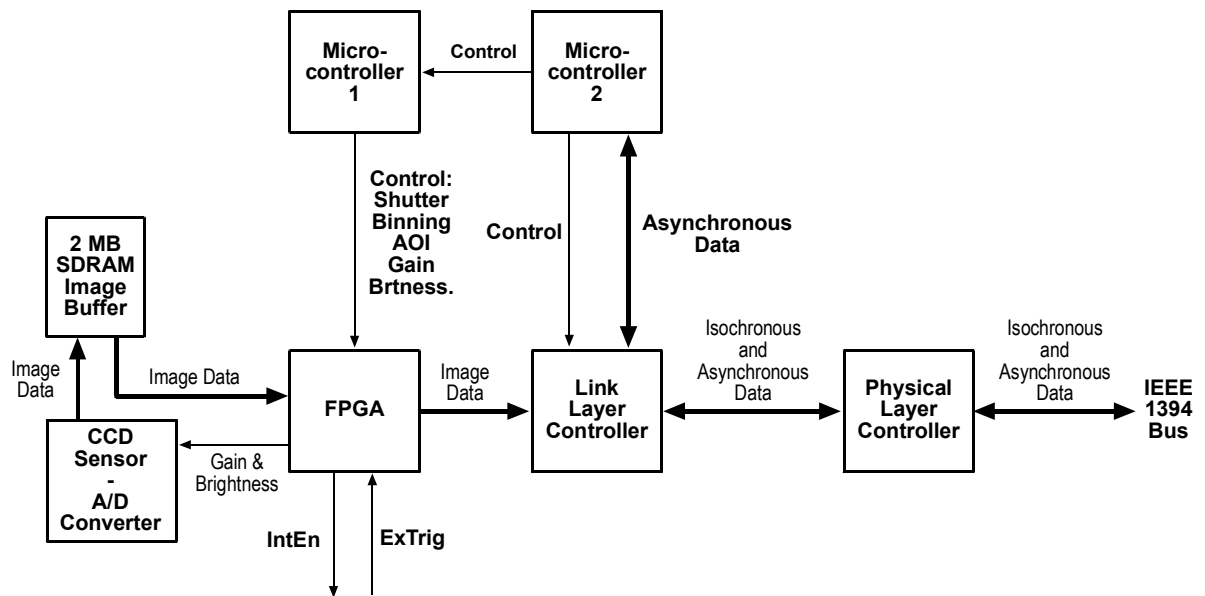 Micro-
controller
1
Control
Micro-
controller
2
Control:
Shutter
Binning
AOI
Gain
Brtness.
Control
Asynchronous
Data
2 MB
SDRAM
Image
Buffer
Image
Data
Image Data
FPGA
Image
Data
Link
Layer
Controller
Isochronous
and
Asynchronous
Data
Physical
Layer
Controller
Isochronous
and
Asynchronous
Data
IEEE
1394
Bus
CCD
Sensor
-
A/D
Converter
Gain &
Brightness
IntEn
ExTrig